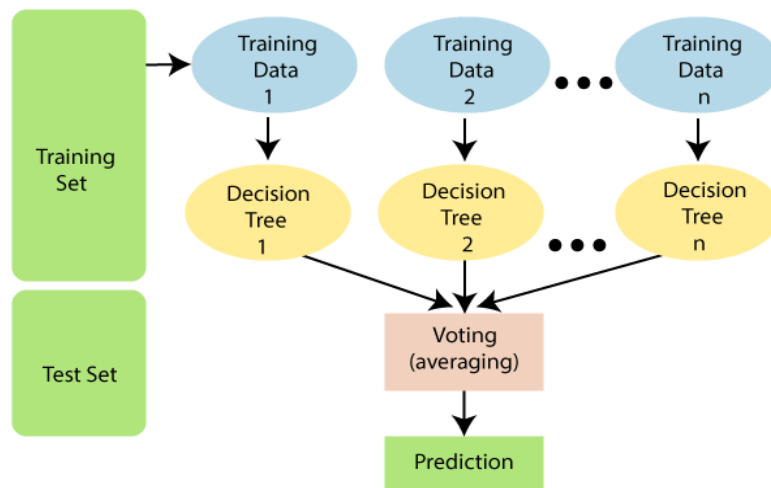 Training
Set
Test Set
Training
Data
1
Training
Data
2
Training
Data
n
Decision
Tree
1
Decision
Tree
2
Decision
Tree
n
Voting
(averaging)
Prediction